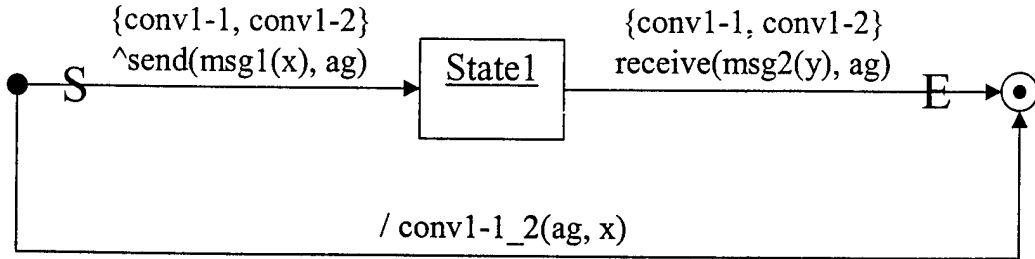 {conv1-1, conv1-2}
^send(msg1(x), ag)
S
State1
{conv1-1, conv1-2}
receive(msg2(y), ag)
E
/ conv1-1_2(ag, x)